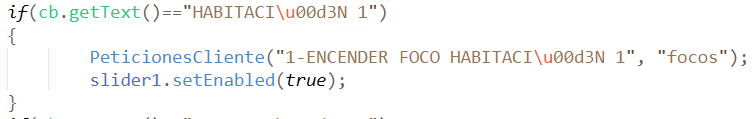 if(cb.getText()=="HABITACI\u00d3N 1")
{
PeticionesCliente("1-ENCENDER FOCO HABITACI\u00d3N 1", "focos");
slider1.setEnabled(true);
}